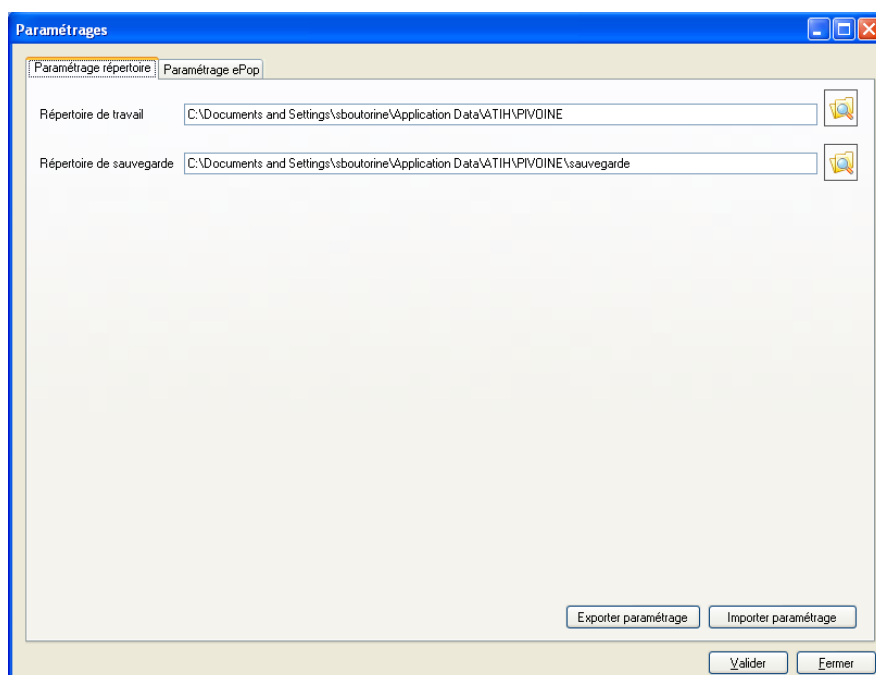 Paramétrages
Paramétrage répertoire Paramétrage ePop
Répertoire de travail C:\Documents and Settings\sboutorine\Application Data\ATIH\PIVOINE
Répertoire de sauvegarde C:\Documents and Settings\sboutorine\Application Data\ATIH\PIVOINE\sauvegarde
Exporter paramétrage Importer paramétrage
Valider Fermer